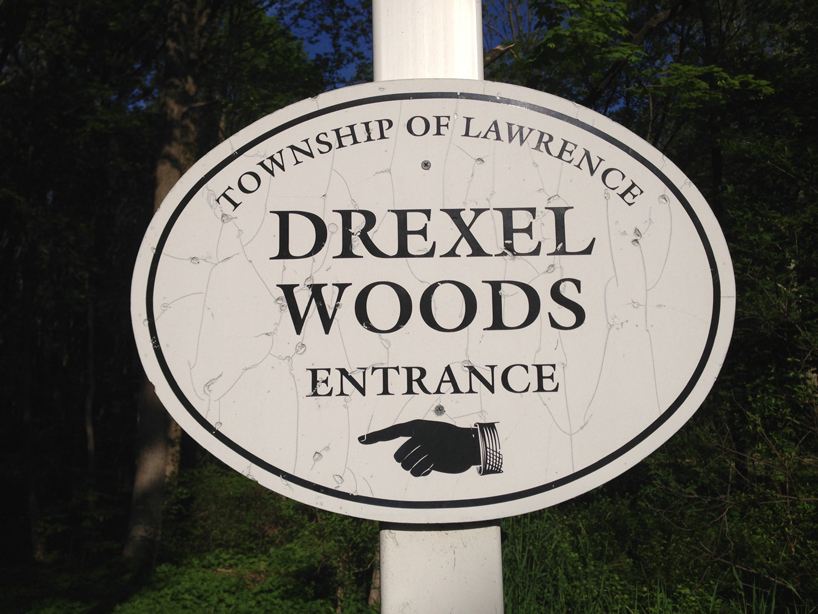 TOWNSHIP OF LAWRENCE
DREXEL
WOODS
ENTRANCE